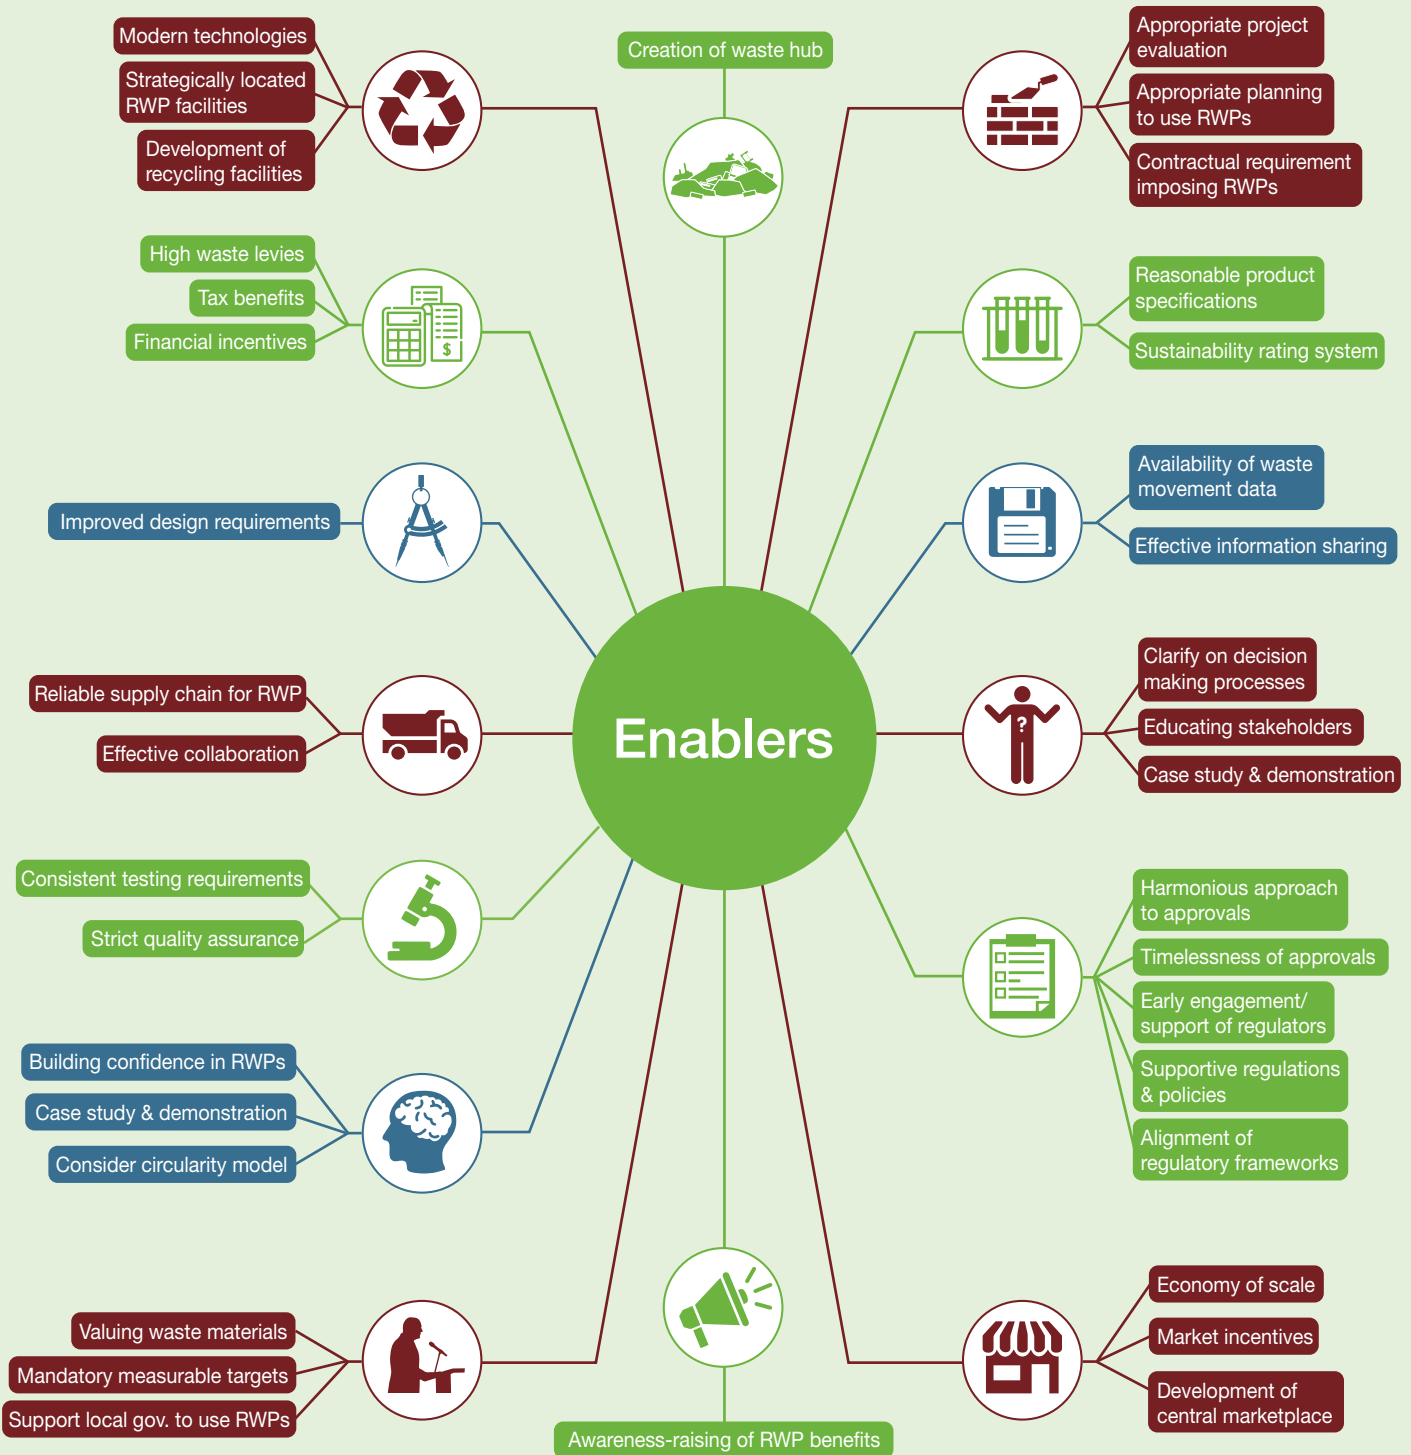 Modern technologies
Strategically located
RWP facilities
Development of
recycling facilities
High waste levies
Tax benefits
Financial incentives
$
Improved design requirements
Reliable supply chain for RWP
Effective collaboration
Consistent testing requirements
Strict quality assurance
Building confidence in RWPs
Case study & demonstration
Consider circularity model
Valuing waste materials
Mandatory measurable targets
Support local gov. to use RWPs
Creation of waste hub
Enablers
Awareness-raising of RWP benefits
Appropriate project
evaluation
Appropriate planning
to use RWPs
Contractual requirement
imposing RWPs
Reasonable product
specifications
Sustainability rating system
Availability of waste
movement data
Effective information sharing
?
Clarify on decision
making processes
Educating stakeholders
Case study & demonstration
Harmonious approach
to approvals
Timelessness of approvals
Early engagement/
support of regulators
Supportive regulations
& policies
Alignment of
regulatory frameworks
Economy of scale
Market incentives
Development of
central marketplace